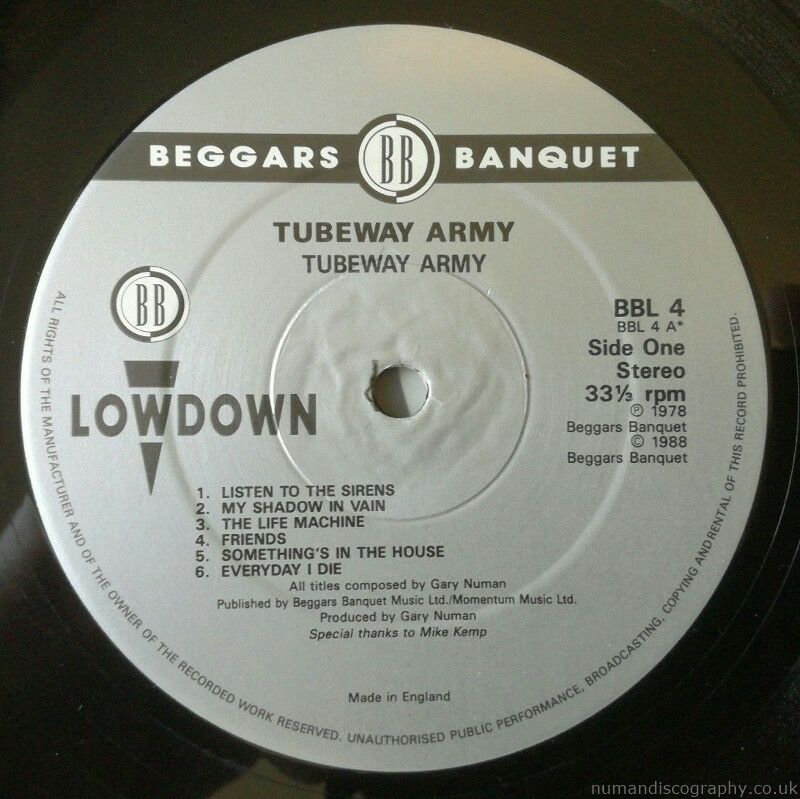 BEGGARS BB BANQUET
TUBEWAY ARMY
TUBEWAY ARMY
BB
LOWDOWN
BBL 4
BBL 4 A*
Side One
Stereo
33⅓ rpm
℗ 1978
Beggars Banquet
© 1988
Beggars Banquet
1. LISTEN TO THE SIRENS
2. MY SHADOW IN VAIN
3. THE LIFE MACHINE
4. FRIENDS
5. SOMETHING'S IN THE HOUSE
6. EVERYDAY I DIE
All titles composed by Gary Numan
Published by Beggars Banquet Music Ltd./Momentum Music Ltd.
Produced by Gary Numan
Special thanks to Mike Kemp
Made in England
ALL RIGHTS OF THE MANUFACTURER AND OF THE OWNER OF THE RECORDED WORK RESERVED. UNAUTHORISED PUBLIC PERFORMANCE, BROADCASTING, COPYING AND RENTAL OF THIS RECORD PROHIBITED.
numandiscography.co.uk